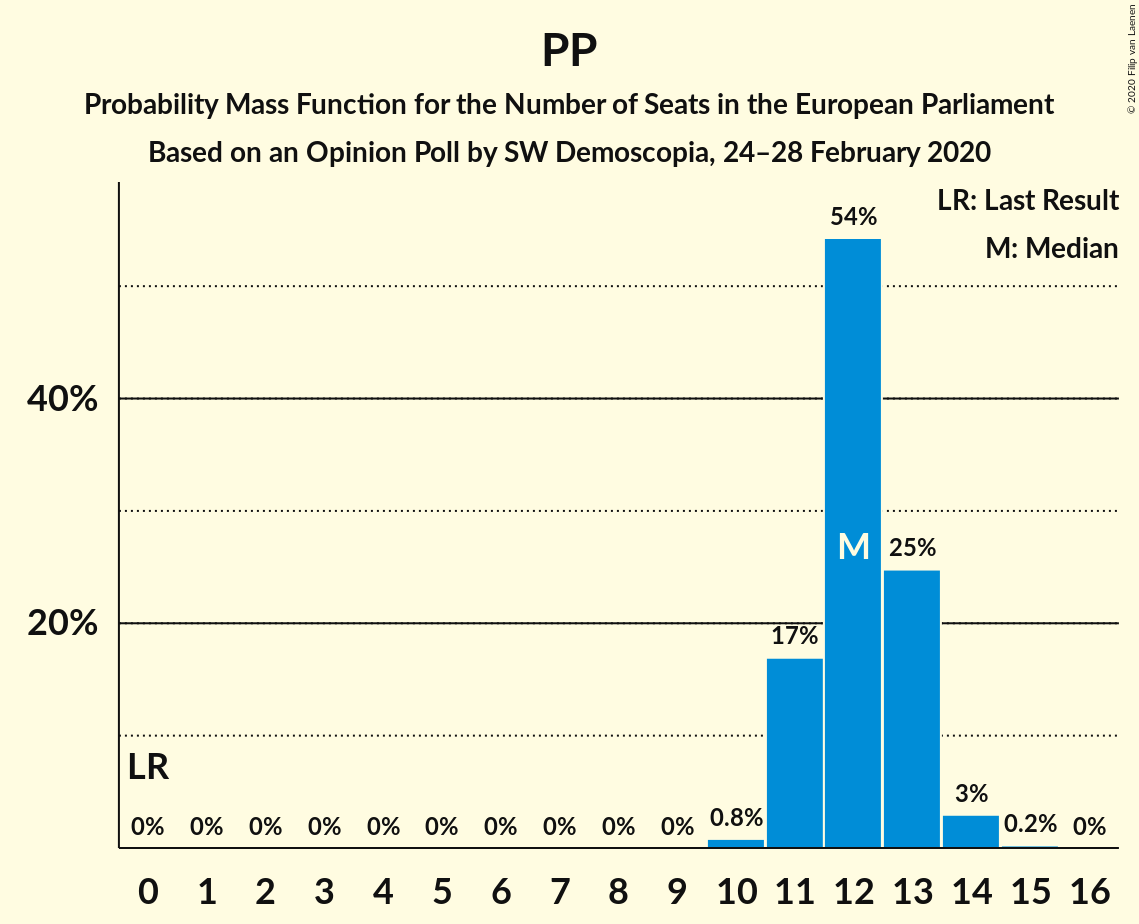 PP
Probability Mass Function for the Number of Seats in the European Parliament
Based on an Opinion Poll by SW Demoscopia, 24–28 February 2020
© 2020 Filip van Laenen
LR: Last Result
M: Median
54%
40%
M
25%
20%
17%
LR
0% 0% 0% 0% 0% 0% 0% 0% 0% 0% 0.8% 3% 0.2% 0%
0 1 2 3 4 5 6 7 8 9 10 11 12 13 14 15 16